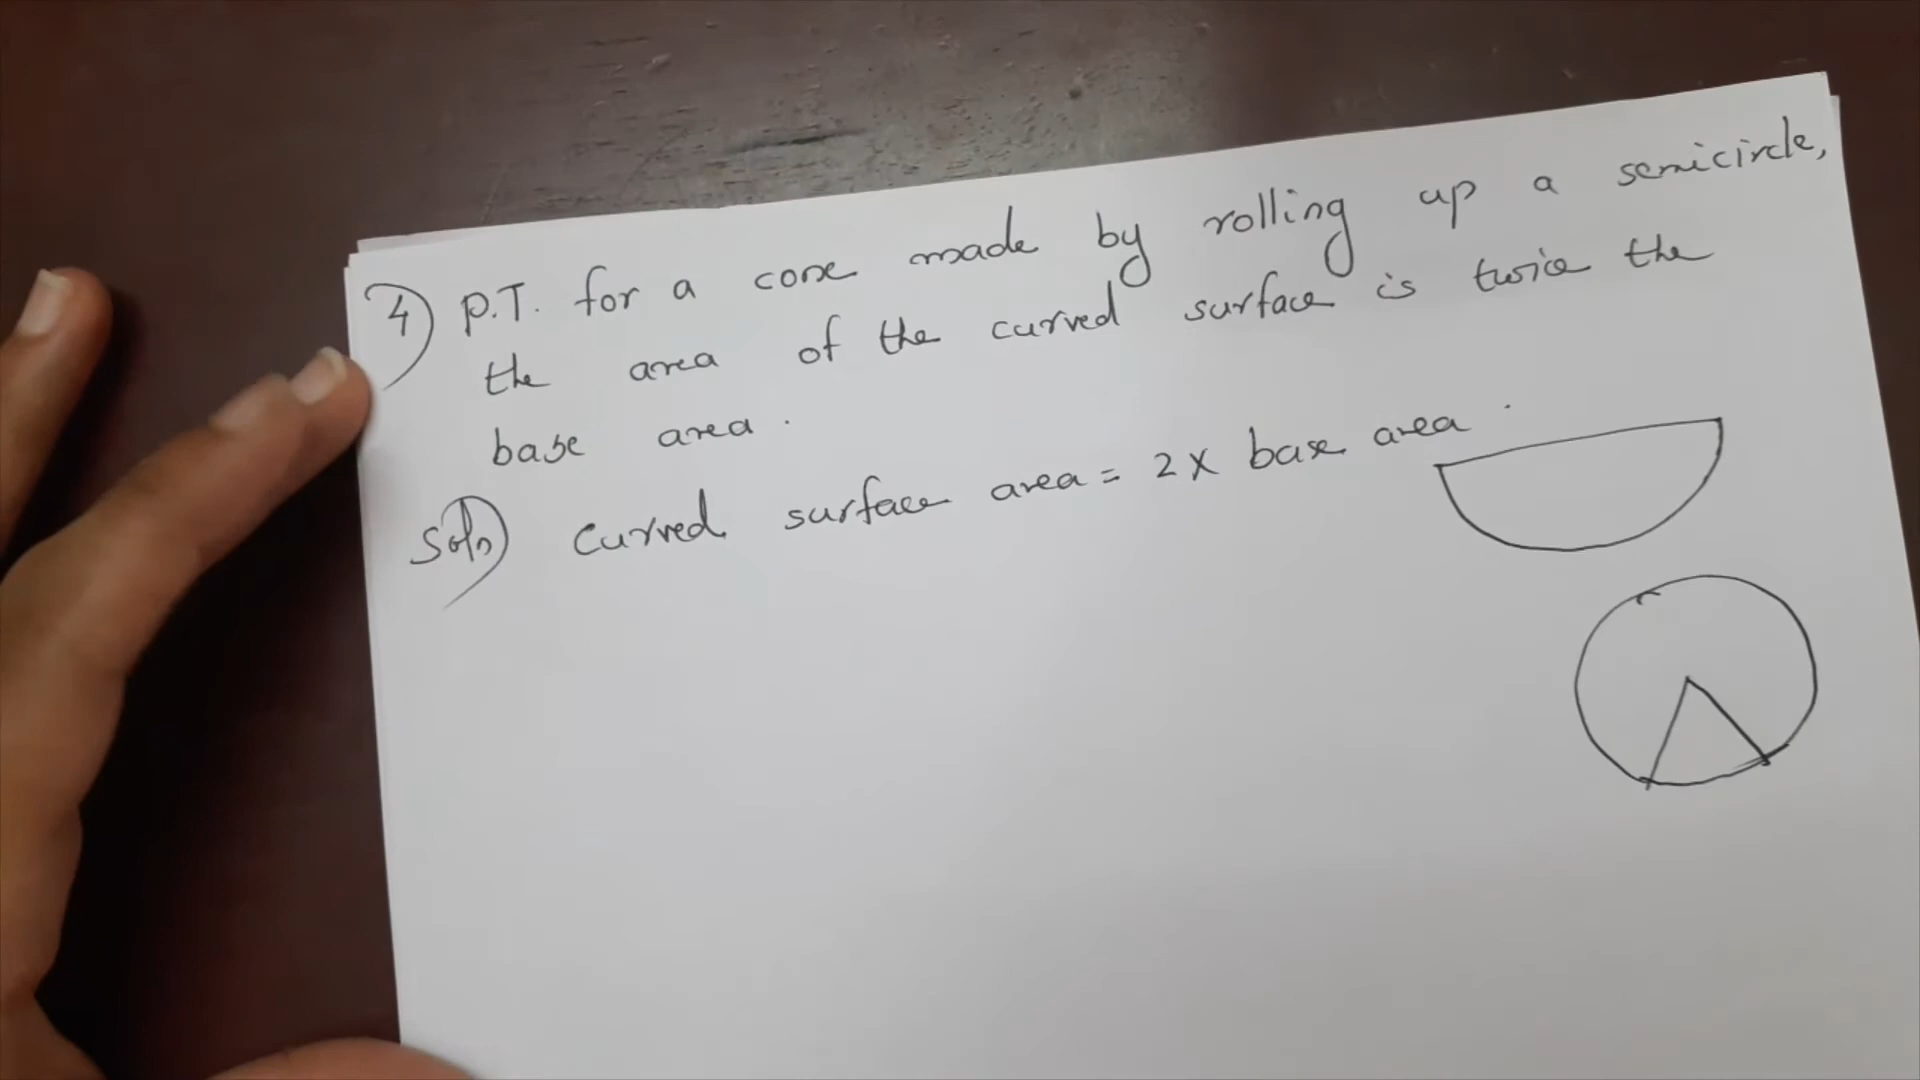 4) P.T. for a cone made by rolling up a semicircle,
the area of the curved surface is twice the
base area.
Soln) Curved surface area = 2 X base area.